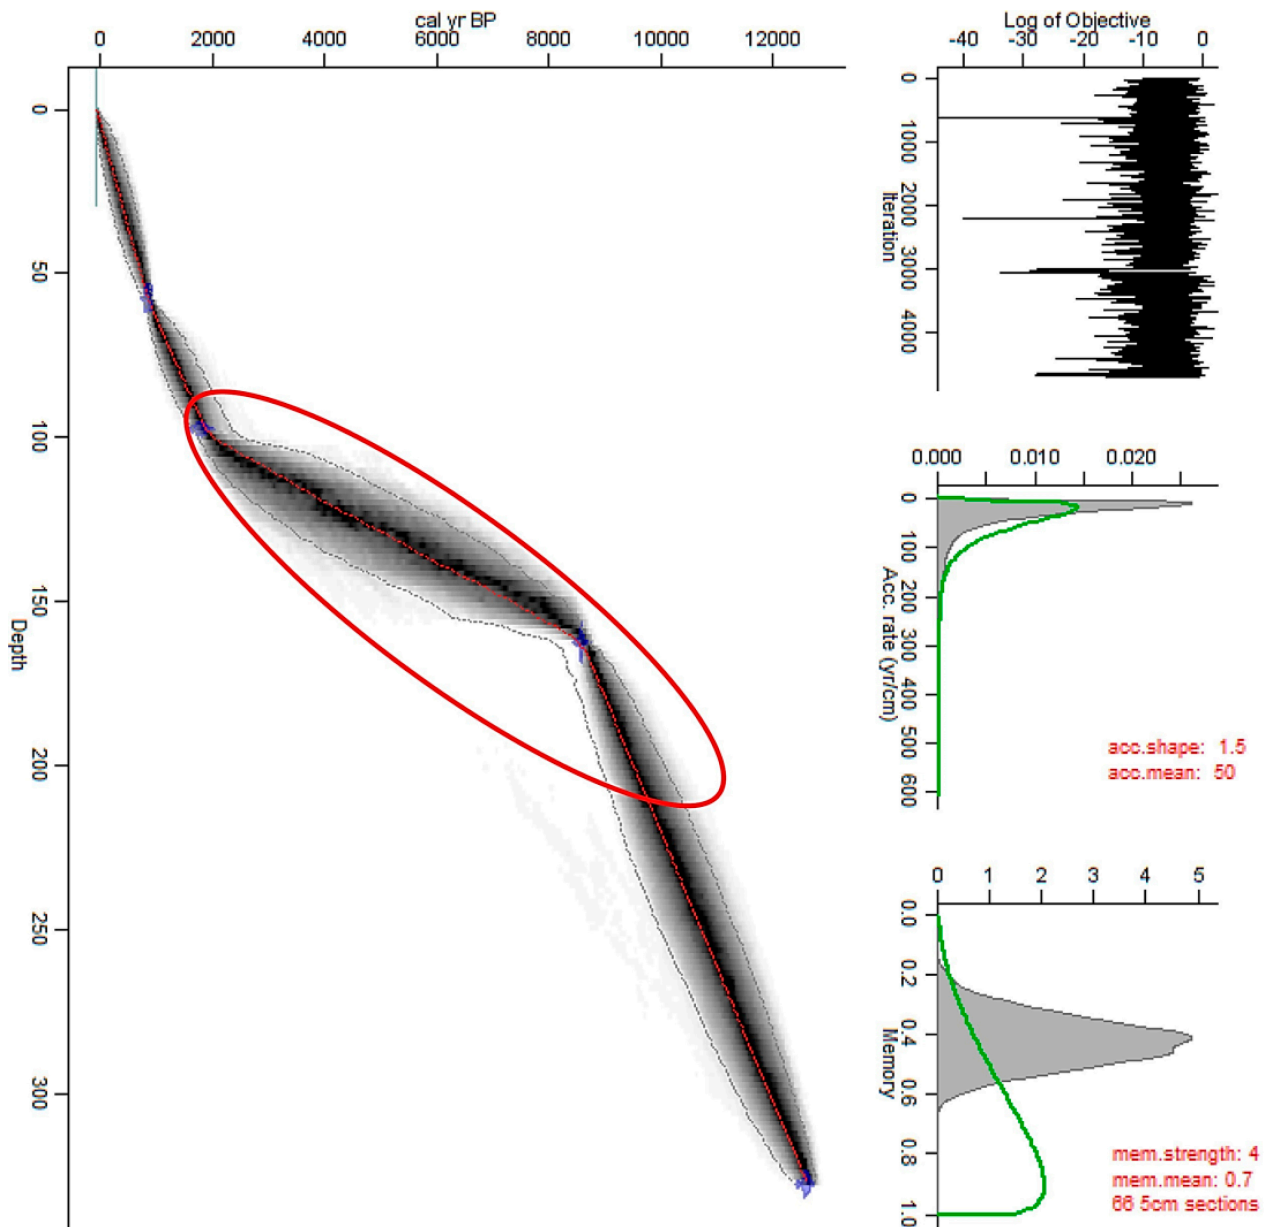 cal yr BP
0 2000 4000 6000 8000 10000 12000
Depth
0
50
100
150
200
250
300
Log of Objective
-40 -30 -20 -10 0
Iteration
0
1000
2000
3000
4000
0.000 0.010 0.020
Acc. rate (yr/cm)
0
100
200
300
400
500
600
acc.shape: 1.5
acc.mean: 50
0 1 2 3 4 5
Memory
0.0
0.2
0.4
0.6
0.8
1.0
mem.strength: 4
mem.mean: 0.7
66 5cm sections